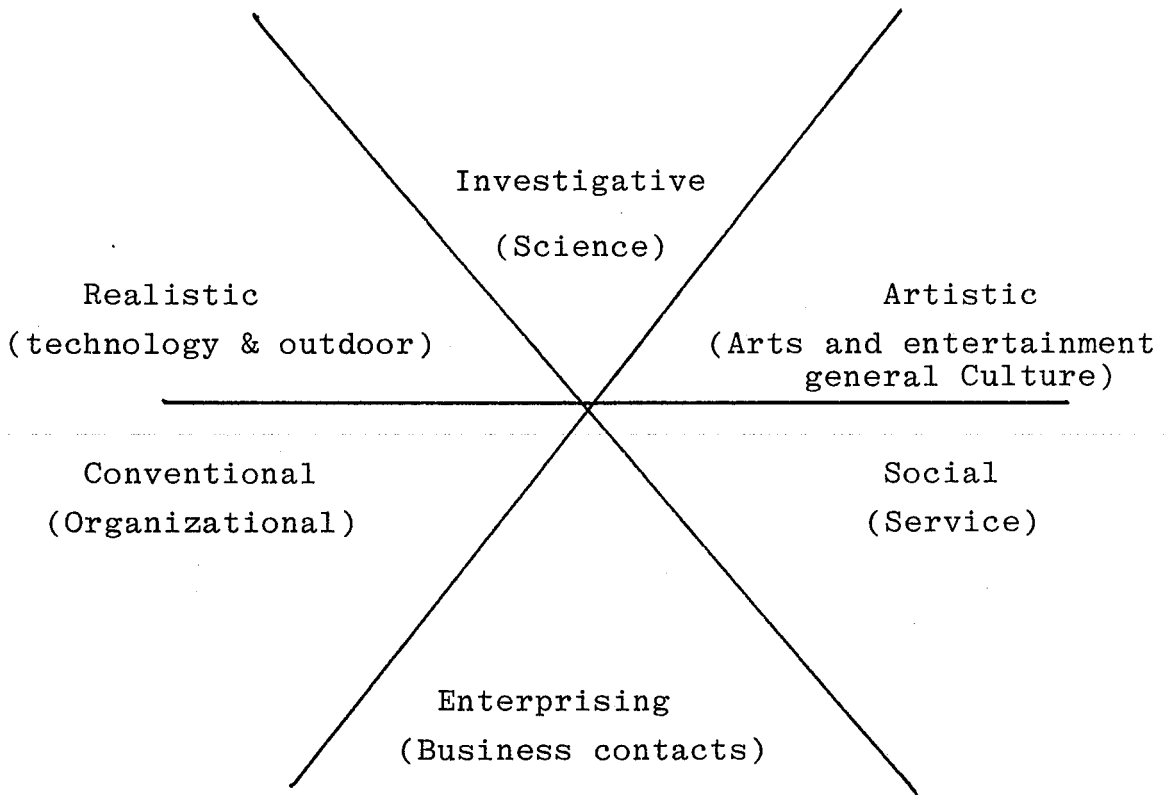 Investigative
(Science)
Realistic
(technology & outdoor)
Artistic
(Arts and entertainment
general Culture)
Conventional
(Organizational)
Social
(Service)
Enterprising
(Business contacts)